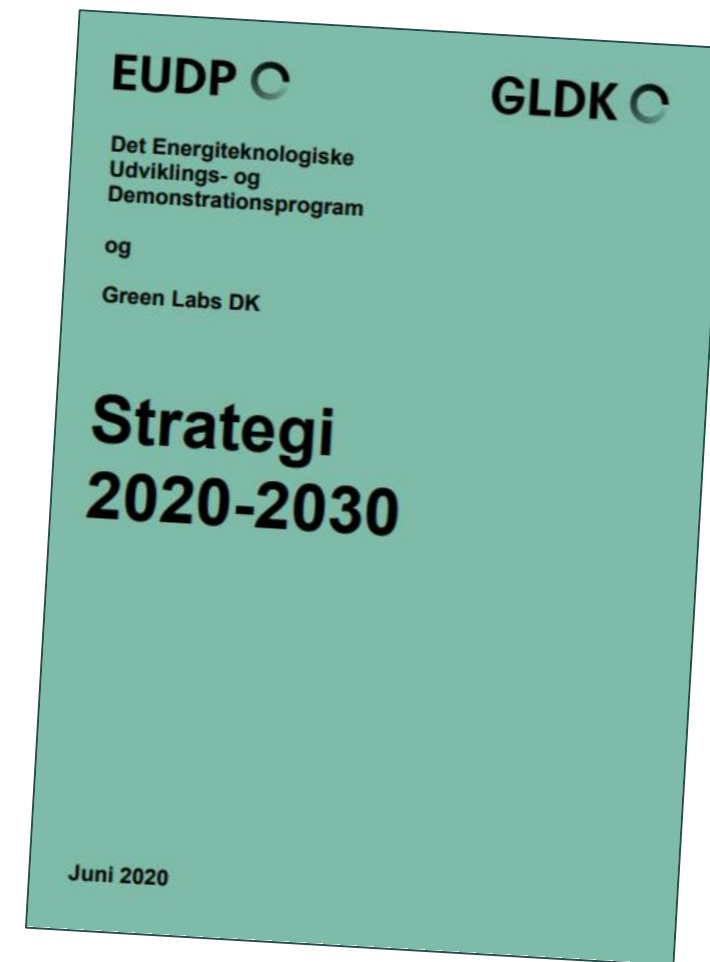 EUDP
GLDK
Det Energiteknologiske
Udviklings- og
Demonstrationsprogram
og
Green Labs DK
Strategi
2020-2030
Juni 2020